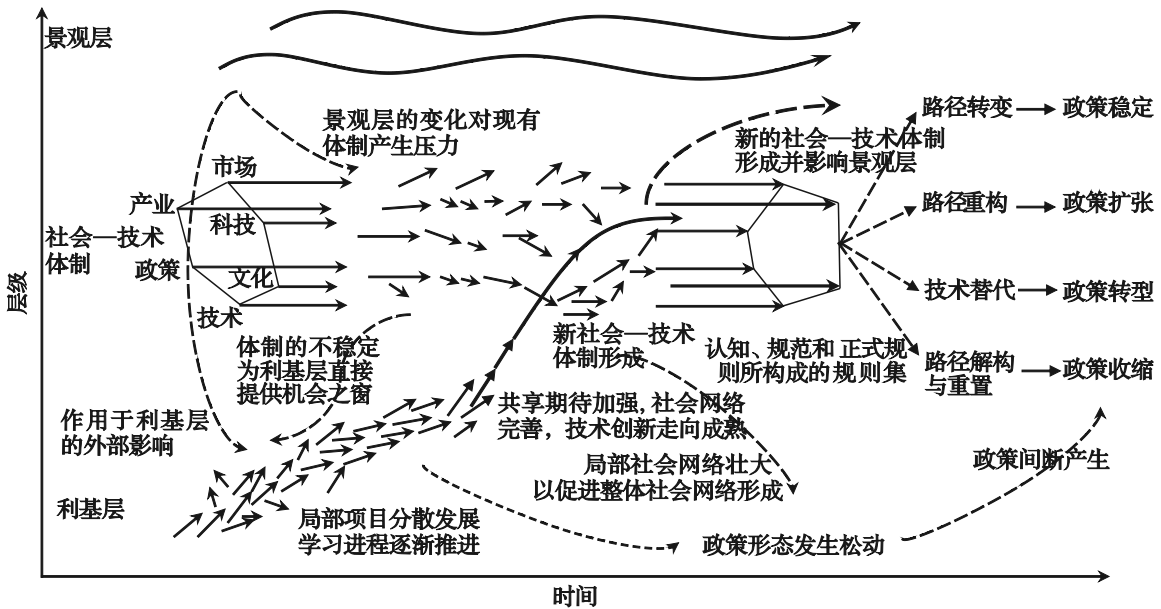 景观层
景观层的变化对现有
体制产生压力
市场
产业
科技
社会—技术
体制
政策
文化
技术
层级
新的社会—技术体制
形成并影响景观层
路径转变
政策稳定
路径重构
政策扩张
技术替代
政策转型
路径解构
与重置
政策收缩
体制的不稳定
为利基层直接
提供机会之窗
新社会—技术
体制形成
认知、规范和正式规
则所构成的规则集
作用于利基层
的外部影响
共享期待加强,社会网络
完善，技术创新走向成熟
局部社会网络壮大
以促进整体社会网络形成
政策间断产生
利基层
局部项目分散发展
学习进程逐渐推进
政策形态发生松动
时间